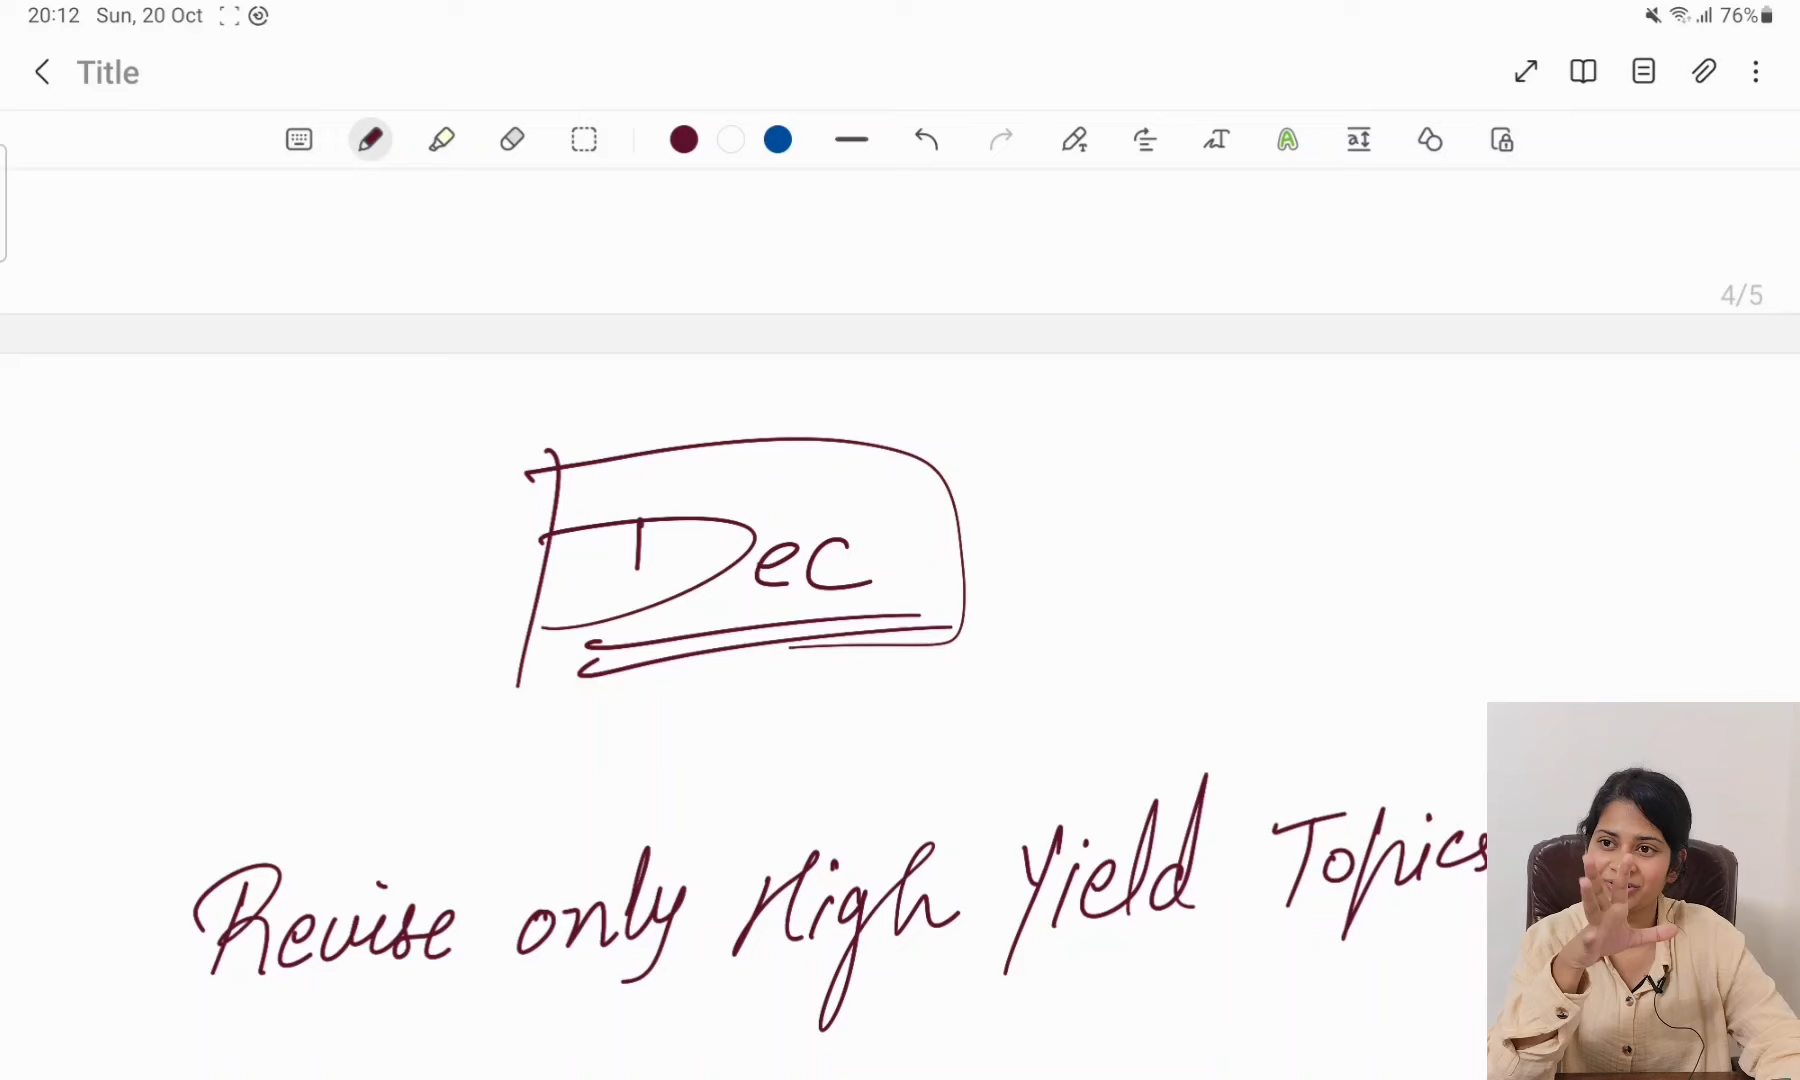 20:12 Sun, 20 Oct 76%
Title
4/5
Dec
Revise only High Yield Topics